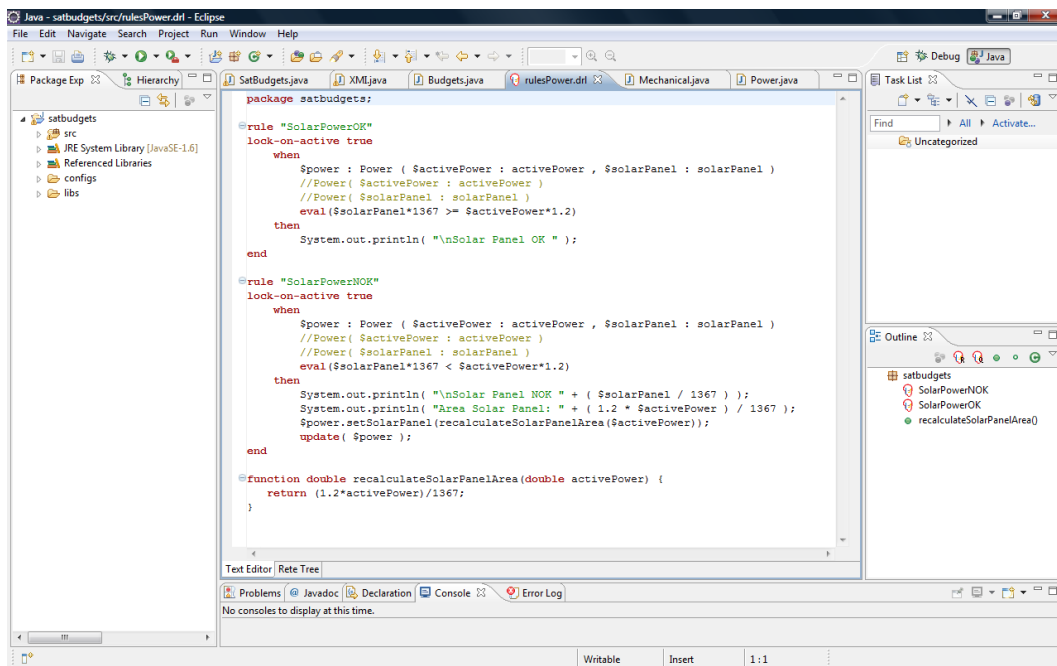 Java - satbudgets/src/rulesPower.drl - Eclipse
File Edit Navigate Search Project Run Window Help
Debug Java
Package Exp Hierarchy
satbudgets
src
JRE System Library [JavaSE-1.6]
Referenced Libraries
configs
libs
SatBudgets.java XMI.java Budgets.java rulesPower.drl Mechanical.java Power.java
package satbudgets;
rule "SolarPowerOK"
lock-on-active true
when
$power : Power ( $activePower : activePower , $solarPanel : solarPanel )
//Power( $activePower : activePower )
//Power( $solarPanel : solarPanel )
eval($solarPanel*1367 >= $activePower*1.2)
then
System.out.println( "\nSolar Panel OK " );
end
rule "SolarPowerNOK"
lock-on-active true
when
$power : Power ( $activePower : activePower , $solarPanel : solarPanel )
//Power( $activePower : activePower )
//Power( $solarPanel : solarPanel )
eval($solarPanel*1367 < $activePower*1.2)
then
System.out.println( "\nSolar Panel NOK " + ( $solarPanel / 1367 ) );
System.out.println( "Area Solar Panel: " + ( 1.2 * $activePower ) / 1367 );
$power.setSolarPanel(recalculateSolarPanelArea($activePower));
update( $power );
end
function double recalculateSolarPanelArea(double activePower) {
return (1.2*activePower)/1367;
}
Text Editor Rete Tree
Task List
Find All Activate...
Uncategorized
Outline
satbudgets
SolarPowerNOK
SolarPowerOK
recalculateSolarPanelArea()
Problems @ Javadoc Declaration Console Error Log
No consoles to display at this time.
Writable Insert 1 : 1